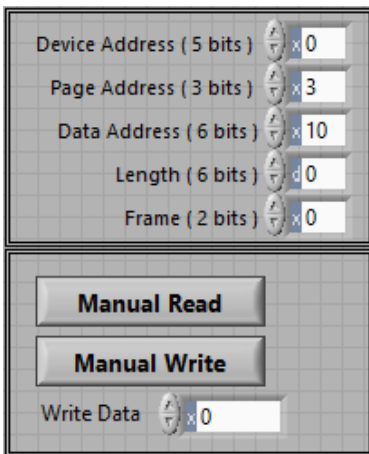 Device Address ( 5 bits ) x 0
Page Address ( 3 bits ) x 3
Data Address ( 6 bits ) x 10
Length ( 6 bits ) d 0
Frame ( 2 bits ) x 0
Manual Read
Manual Write
Write Data x 0